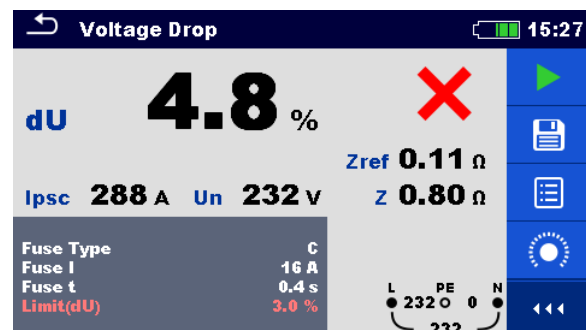 Voltage Drop 15:27
dU 4.8 %
Zref 0.11 Ω
Ipsc 288 A Un 232 V Z 0.80 Ω
Fuse Type C
Fuse I 16 A
Fuse t 0.4 s
Limit(dU) 3.0 %
L PE N
232 0
232